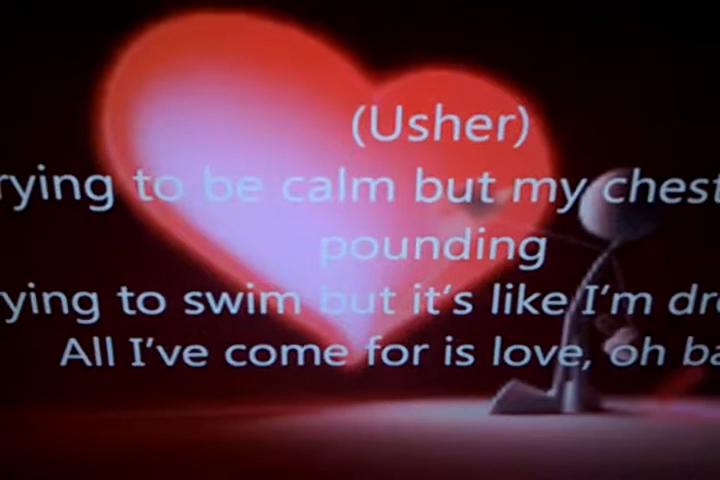 (Usher)
rying to be calm but my chest
pounding
ying to swim but it's like I'm dr
All I've come for is love, oh ba